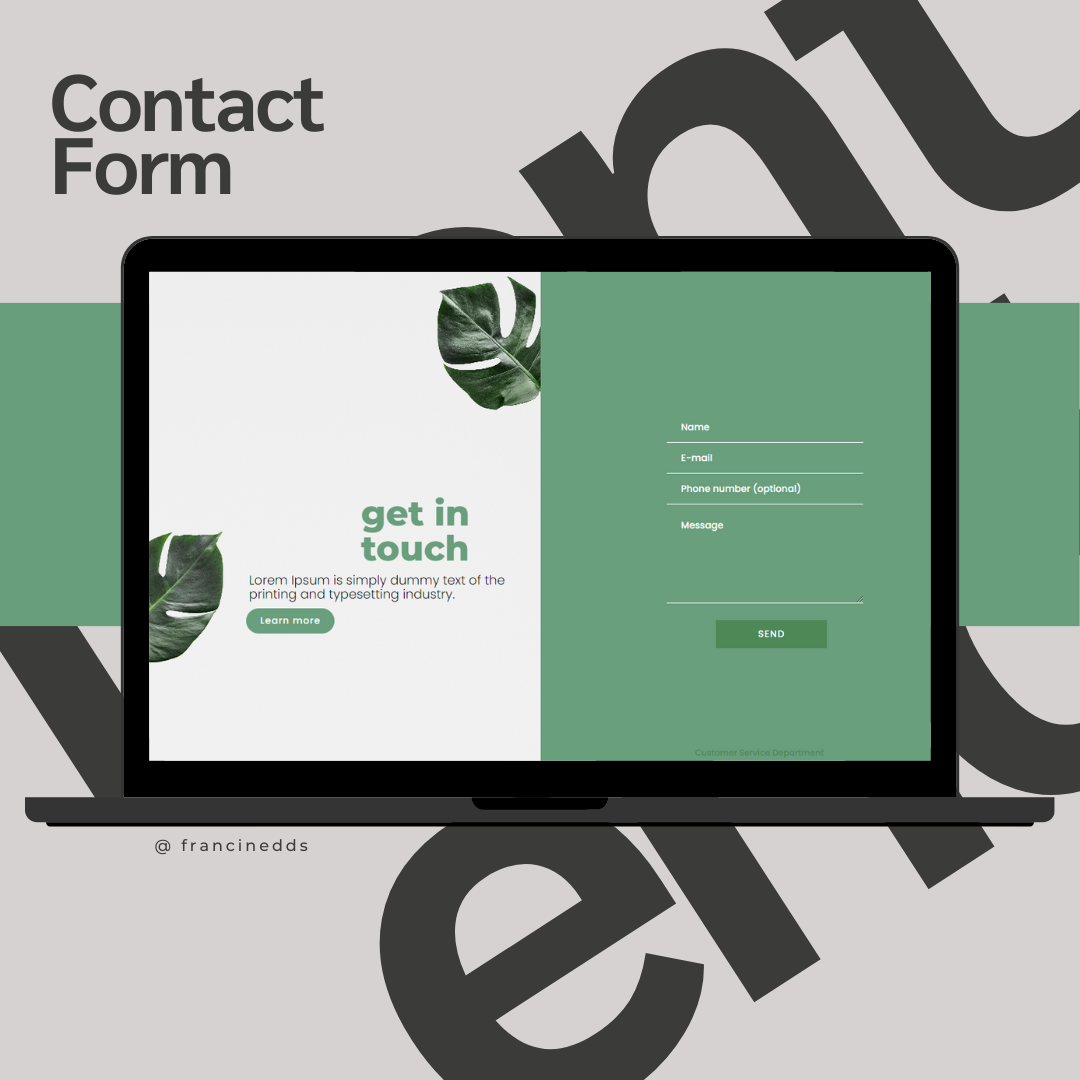 Contact
Form
get in
touch
Lorem Ipsum is simply dummy text of the
printing and typesetting industry.
Learn more
Name
E-mail
Phone number (optional)
Message
SEND
Customer Service Department
@ francinedds